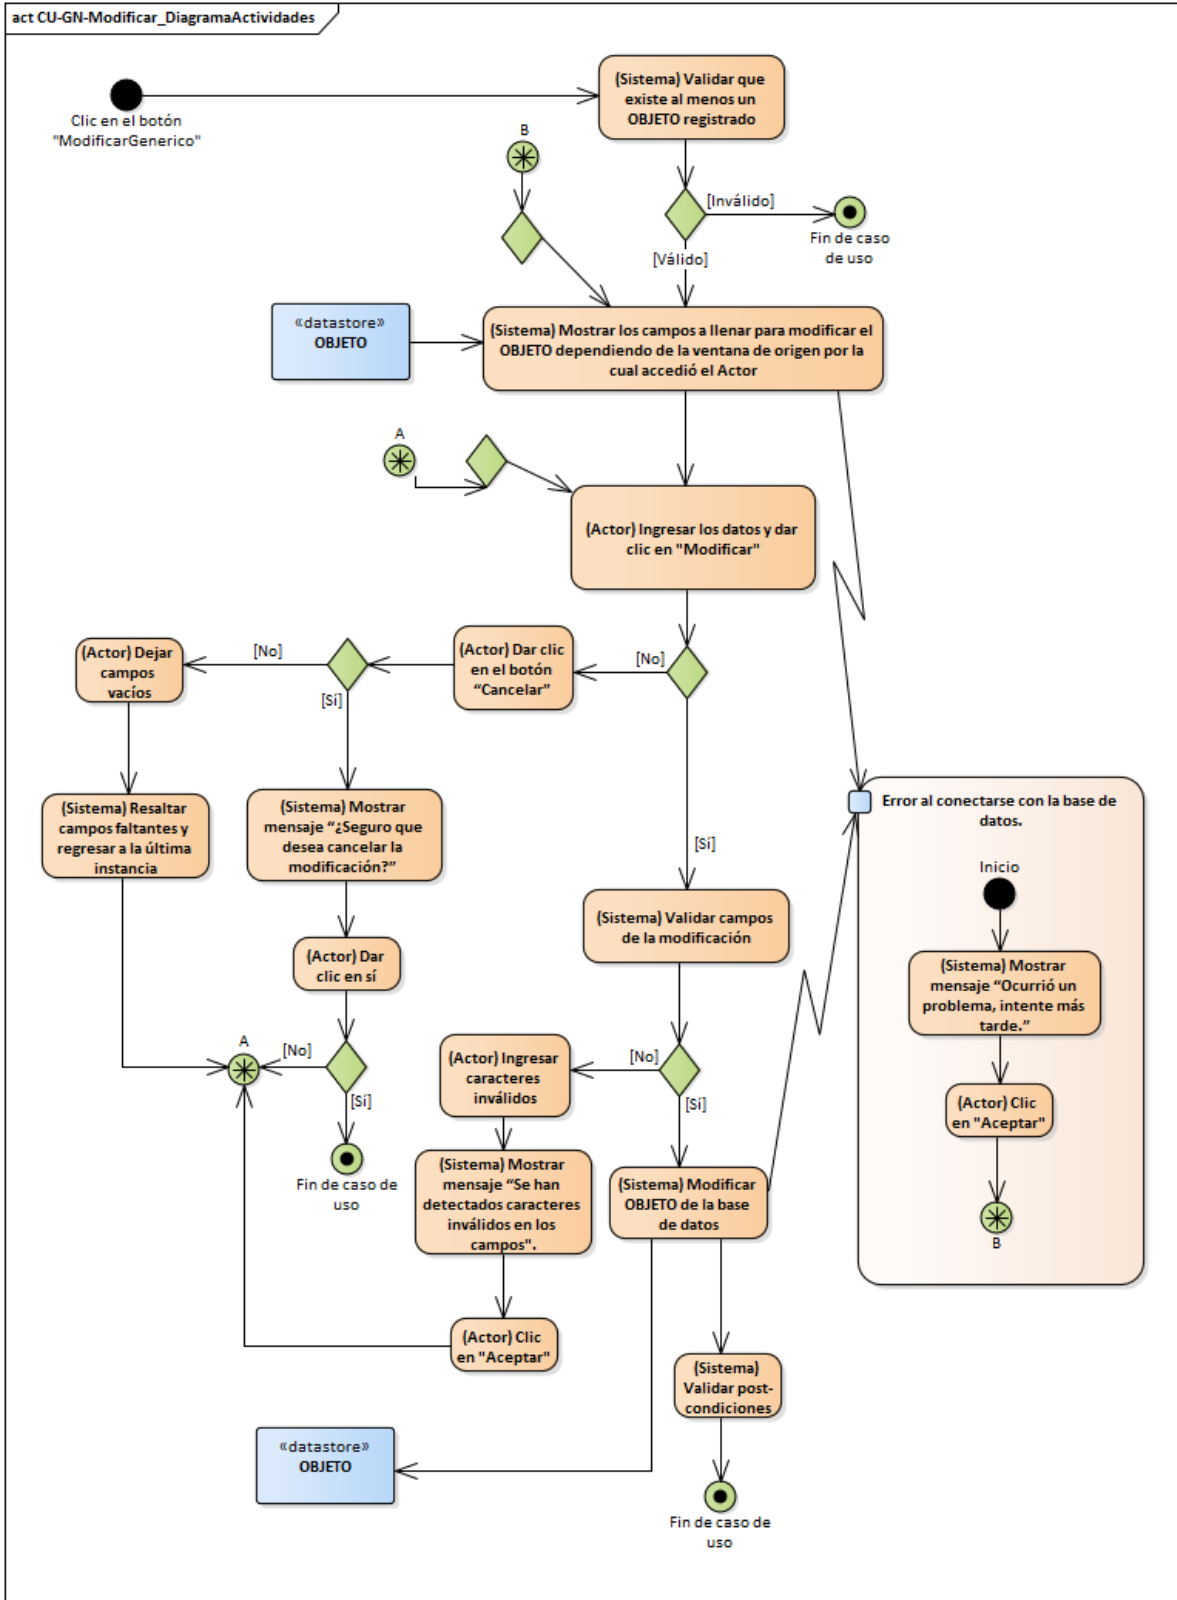 act CU-GN-Modificar_DiagramaActividades
Clic en el botón
"ModificarGenerico"
(Sistema) Validar que
existe al menos un
OBJETO registrado
B
[Inválido]
Fin de caso
de uso
[Válido]
«datastore»
OBJETO
(Sistema) Mostrar los campos a llenar para modificar el
OBJETO dependiendo de la ventana de origen por la
cual accedió el Actor
A
(Actor) Ingresar los datos y dar
clic en "Modificar"
(Actor) Dejar
campos
vacíos
[No]
[Sí]
(Actor) Dar clic
en el botón
“Cancelar”
[No]
[Sí]
(Sistema) Resaltar
campos faltantes y
regresar a la última
instancia
(Sistema) Mostrar
mensaje “¿Seguro que
desea cancelar la
modificación?”
(Actor) Dar
clic en sí
A
[No]
[Sí]
Fin de caso de
uso
(Sistema) Validar campos
de la modificación
[No]
[Sí]
(Actor) Ingresar
caracteres
inválidos
(Sistema) Mostrar
mensaje “Se han
detectados caracteres
inválidos en los
campos".
(Actor) Clic
en "Aceptar"
(Sistema) Modificar
OBJETO de la base
de datos
(Sistema)
Validar post-
condiciones
Fin de caso de
uso
«datastore»
OBJETO
Error al conectarse con la base de
datos.
Inicio
(Sistema) Mostrar
mensaje “Ocurrió un
problema, intente más
tarde.”
(Actor) Clic
en "Aceptar"
B